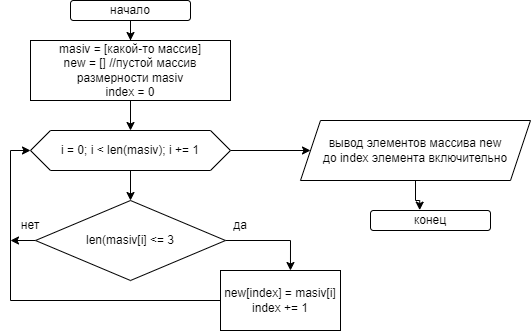 начало
masiv = [какой-то массив]
new = [] //пустой массив
размерности masiv
index = 0
i = 0; i < len(masiv); i += 1
вывод элементов массива new
до index элемента включительно
конец
нет
да
len(masiv[i] <= 3
new[index] = masiv[i]
index += 1